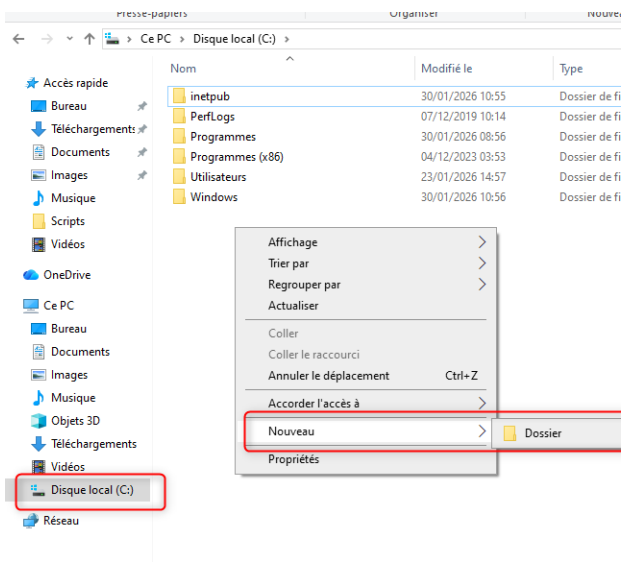 Presse-papiers Organiser Nouveau
Ce PC > Disque local (C:) >
Nom Modifié le Type
Accès rapide
Bureau
Téléchargements
Documents
Images
Musique
Scripts
Vidéos
OneDrive
Ce PC
Bureau
Documents
Images
Musique
Objets 3D
Téléchargements
Vidéos
Disque local (C:)
Réseau
inetpub 30/01/2026 10:55 Dossier de fi
PerfLogs 07/12/2019 10:14 Dossier de fi
Programmes 30/01/2026 08:56 Dossier de fi
Programmes (x86) 04/12/2023 03:53 Dossier de fi
Utilisateurs 23/01/2026 14:57 Dossier de fi
Windows 30/01/2026 10:56 Dossier de fi
Affichage
Trier par
Regrouper par
Actualiser
Coller
Coller le raccourci
Annuler le déplacement Ctrl+Z
Accorder l'accès à
Nouveau
Dossier
Propriétés